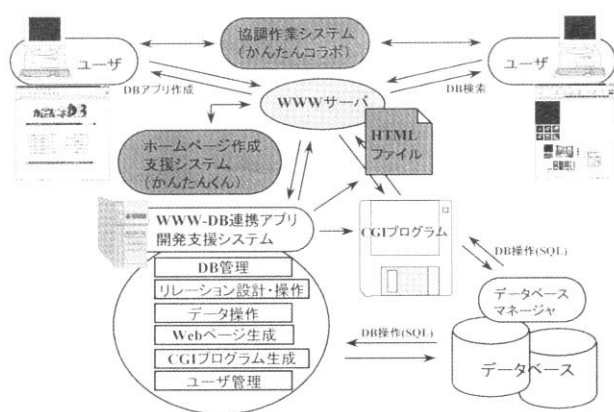 協調作業システム
(かんたんコラボ)
ユーザ
ユーザ
DBアプリ作成
DB検索
WWWサーバ
HTML
ファイル
ホームページ作成
支援システム
(かんたんくん)
WWW-DB連携アプリ
開発支援システム
CGIプログラム
DB管理
リレーション設計・操作
データ操作
Webページ生成
CGIプログラム生成
ユーザ管理
DB操作(SQL)
データベース
マネージャ
DB操作(SQL)
データベース